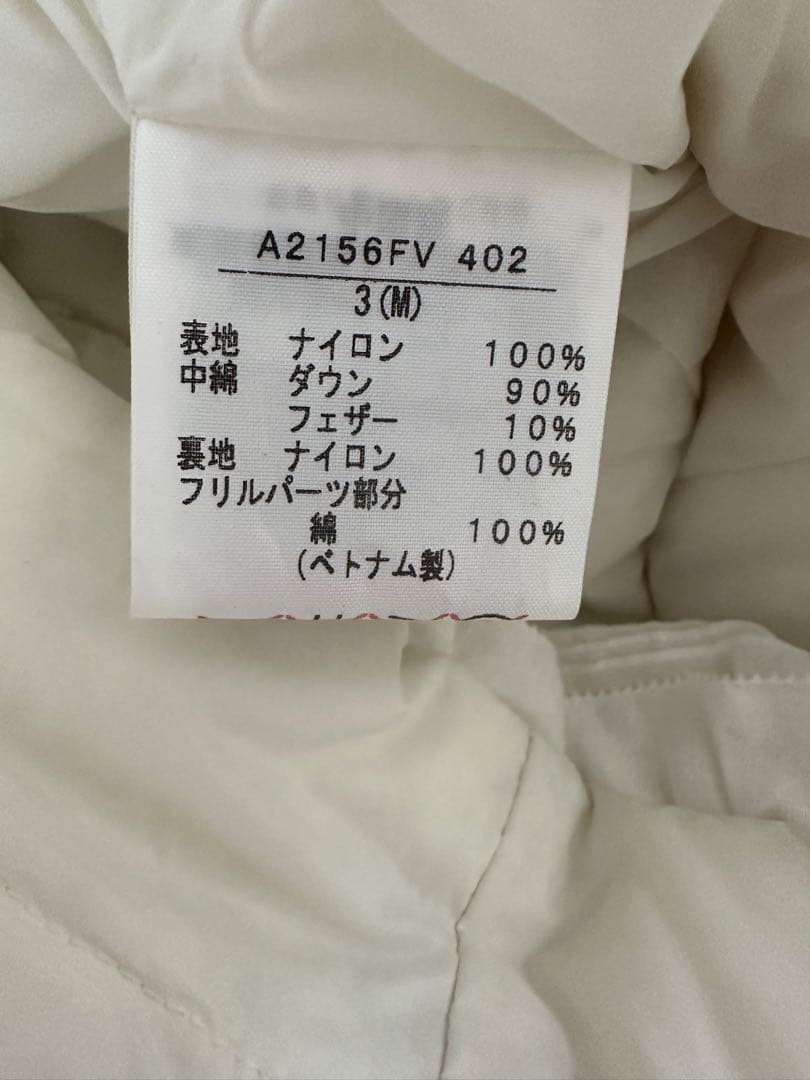 A2156FV 402
3(M)
表地 ナイロン 100%
中綿 ダウン 90%
フェザー 10%
裏地 ナイロン 100%
フリルパーツ部分
綿 100%
(ベトナム製)